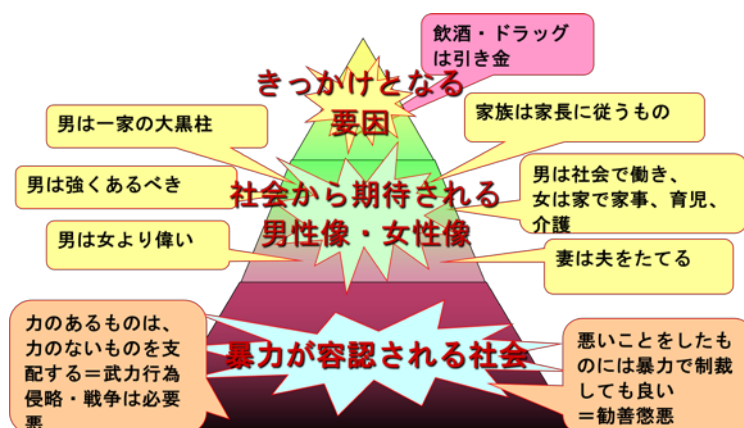 飲酒・ドラッグ
は引き金
きっかけとなる
要因
男は一家の大黒柱
家族は家長に従うもの
男は強くあるべき
社会から期待される
男性像・女性像
男は社会で働き、
女は家で家事、育児、
介護
男は女より偉い
妻は夫をたてる
力のあるものは、
力のないものを支
配する＝武力行為
侵略・戦争は必要
悪
暴力が容認される社会
悪いことをしたも
のには暴力で制裁
しても良い
＝勧善懲悪